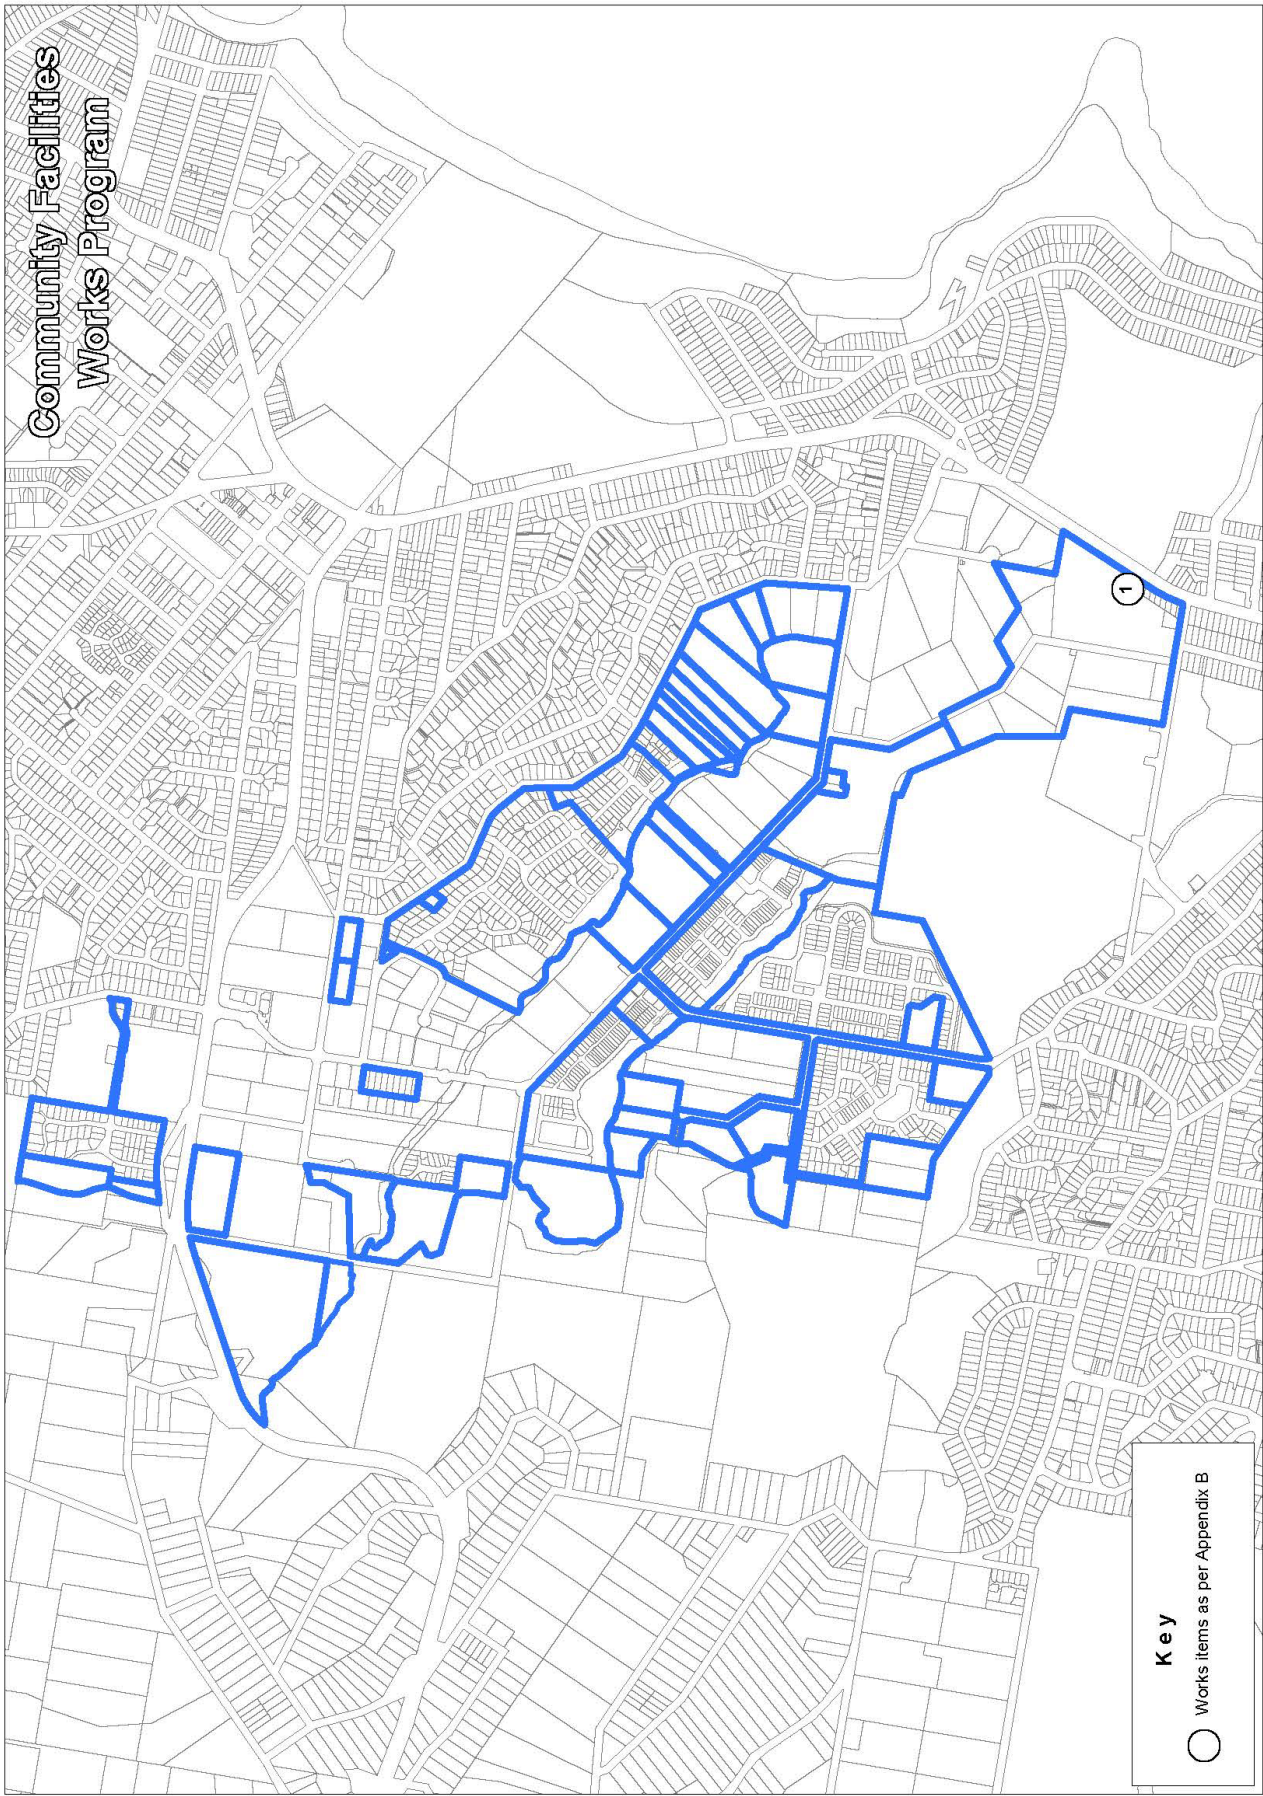 Community Facilities
Works Program
1
Key
Works items as per Appendix B